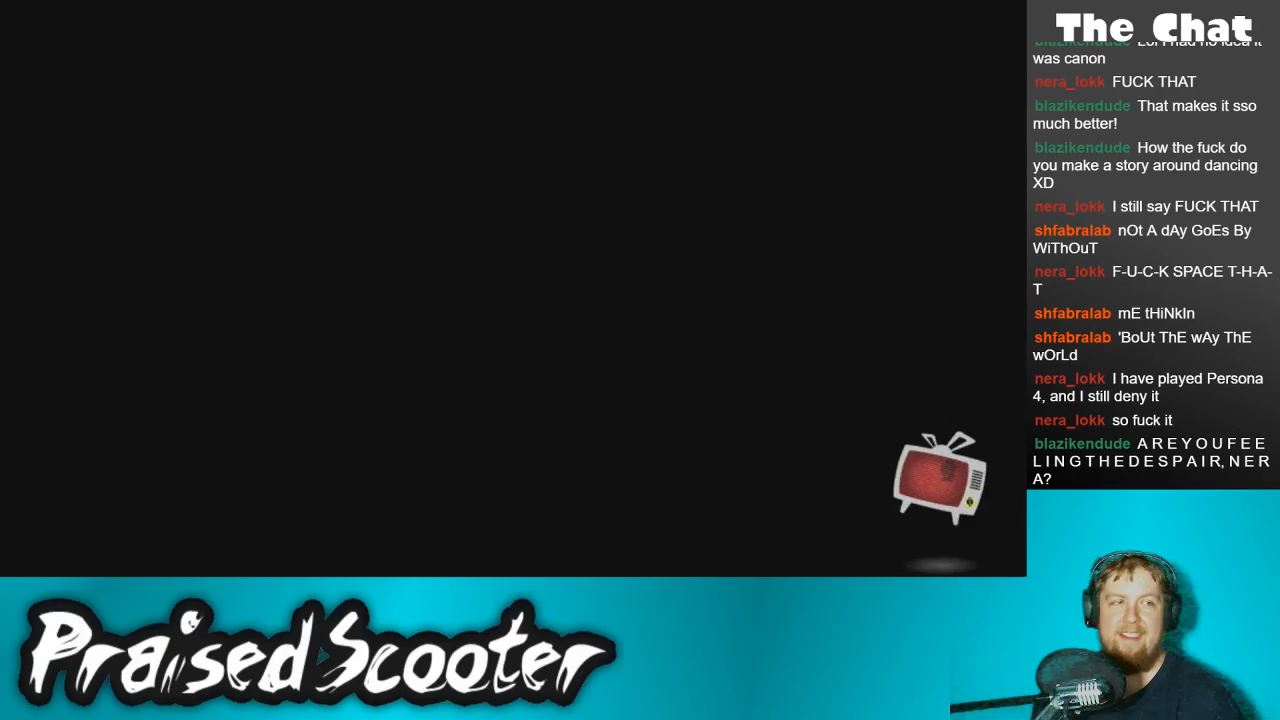 The Chat
was canon
nera_lokk FUCK THAT
blazikendude That makes it sso
much better!
blazikendude How the fuck do
you make a story around dancing
XD
nera_lokk I still say FUCK THAT
shfabralab nOt A dAy GoEs By
WiThOuT
nera_lokk F-U-C-K SPACE T-H-A-
T
shfabralab mE tHiNkIn
shfabralab 'BoUt ThE wAy ThE
wOrLd
nera_lokk I have played Persona
4, and I still deny it
nera_lokk so fuck it
blazikendude A R E Y O U F E E
L I N G T H E D E S P A I R, N E R
A?
PraisedScooter